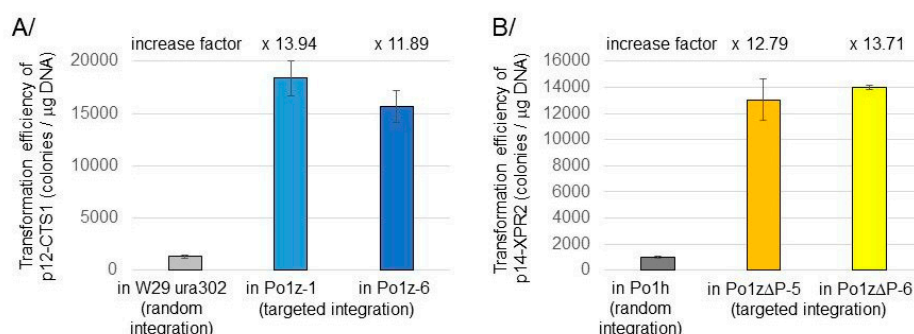 A/
increase factor x 13.94 x 11.89
Transformation efficiency of
p12-CTS1 (colonies / µg DNA)
20000
15000
10000
5000
0
in W29 ura302 in Po1z-1 in Po1z-6
(random (targeted integration)
integration)
B/
increase factor x 12.79 x 13.71
Transformation efficiency of
p14-XPR2 (colonies / µg DNA)
16000
14000
12000
10000
8000
6000
4000
2000
0
in Po1h in Po1zΔP-5 in Po1zΔP-6
(random (targeted integration)
integration)